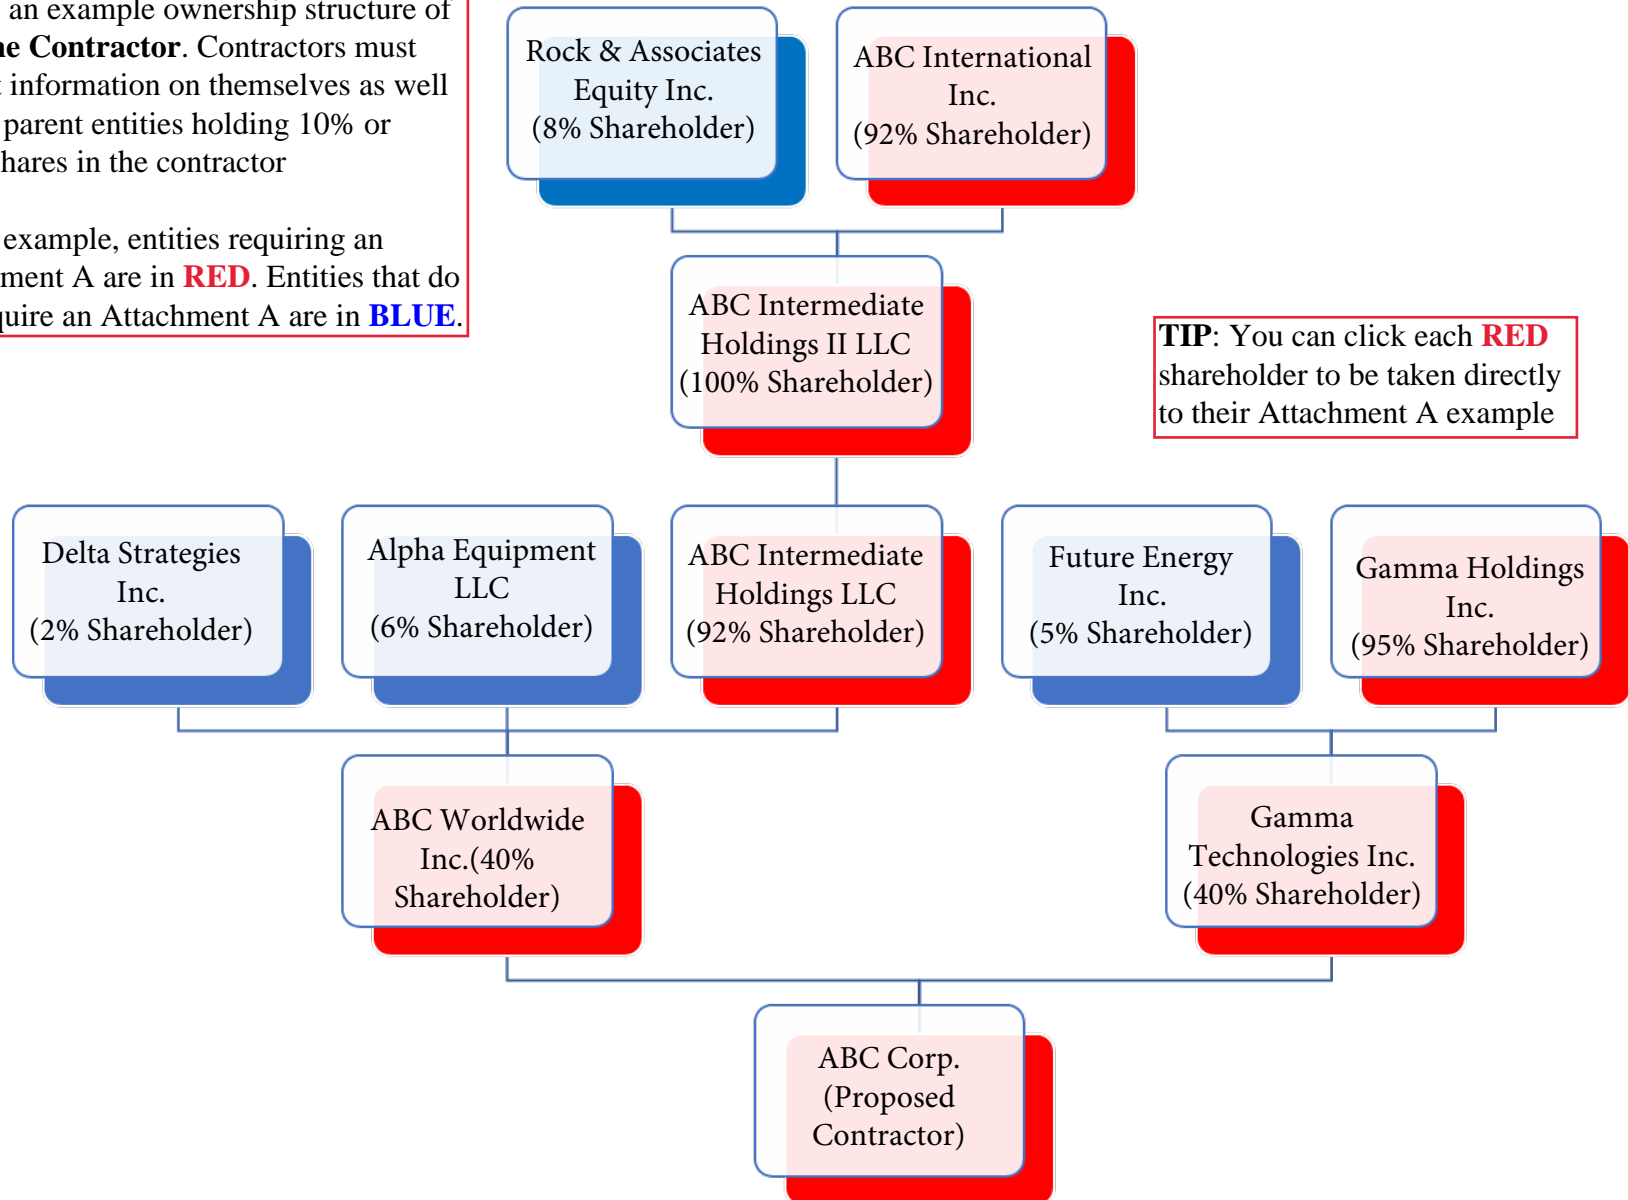 an example ownership structure of
Contractor. Contractors must
information on themselves as well
parent entities holding 10% or
in the contractor
example, entities requiring an
A are in RED. Entities that do
an Attachment A are in BLUE.
Rock & Associates
Equity Inc.
(8% Shareholder)
ABC International
Inc.
(92% Shareholder)
ABC Intermediate
Holdings II LLC
(100% Shareholder)
TIP: You can click each RED
shareholder to be taken directly
to their Attachment A example
Delta Strategies
Inc.
(2% Shareholder)
Alpha Equipment
LLC
(6% Shareholder)
ABC Intermediate
Holdings LLC
(92% Shareholder)
Future Energy
Inc.
(5% Shareholder)
Gamma Holdings
Inc.
(95% Shareholder)
ABC Worldwide
Inc.(40%
Shareholder)
Gamma
Technologies Inc.
(40% Shareholder)
ABC Corp.
(Proposed
Contractor)